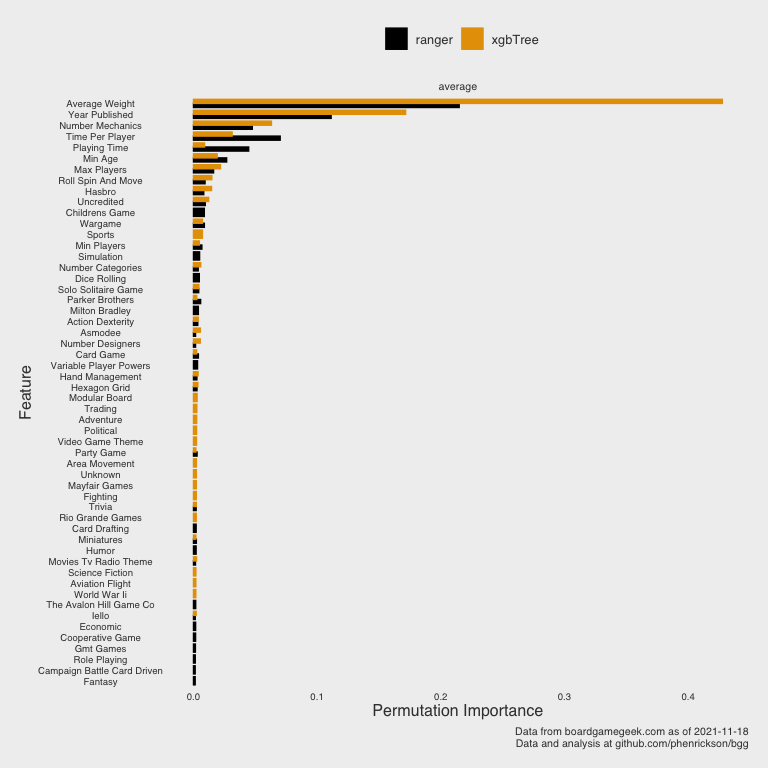 ranger xgbTree
average
Average Weight
Year Published
Number Mechanics
Time Per Player
Playing Time
Min Age
Max Players
Roll Spin And Move
Hasbro
Uncredited
Childrens Game
Wargame
Sports
Min Players
Simulation
Number Categories
Dice Rolling
Solo Solitaire Game
Parker Brothers
Milton Bradley
Action Dexterity
Asmodee
Number Designers
Card Game
Variable Player Powers
Hand Management
Hexagon Grid
Modular Board
Trading
Adventure
Political
Video Game Theme
Party Game
Area Movement
Unknown
Mayfair Games
Fighting
Trivia
Rio Grande Games
Card Drafting
Miniatures
Humor
Movies Tv Radio Theme
Science Fiction
Aviation Flight
World War Ii
The Avalon Hill Game Co
Iello
Economic
Cooperative Game
Gmt Games
Role Playing
Campaign Battle Card Driven
Fantasy
Feature
0.0 0.1 0.2 0.3 0.4
Permutation Importance
Data from boardgamegeek.com as of 2021-11-18
Data and analysis at github.com/phenrickson/bgg